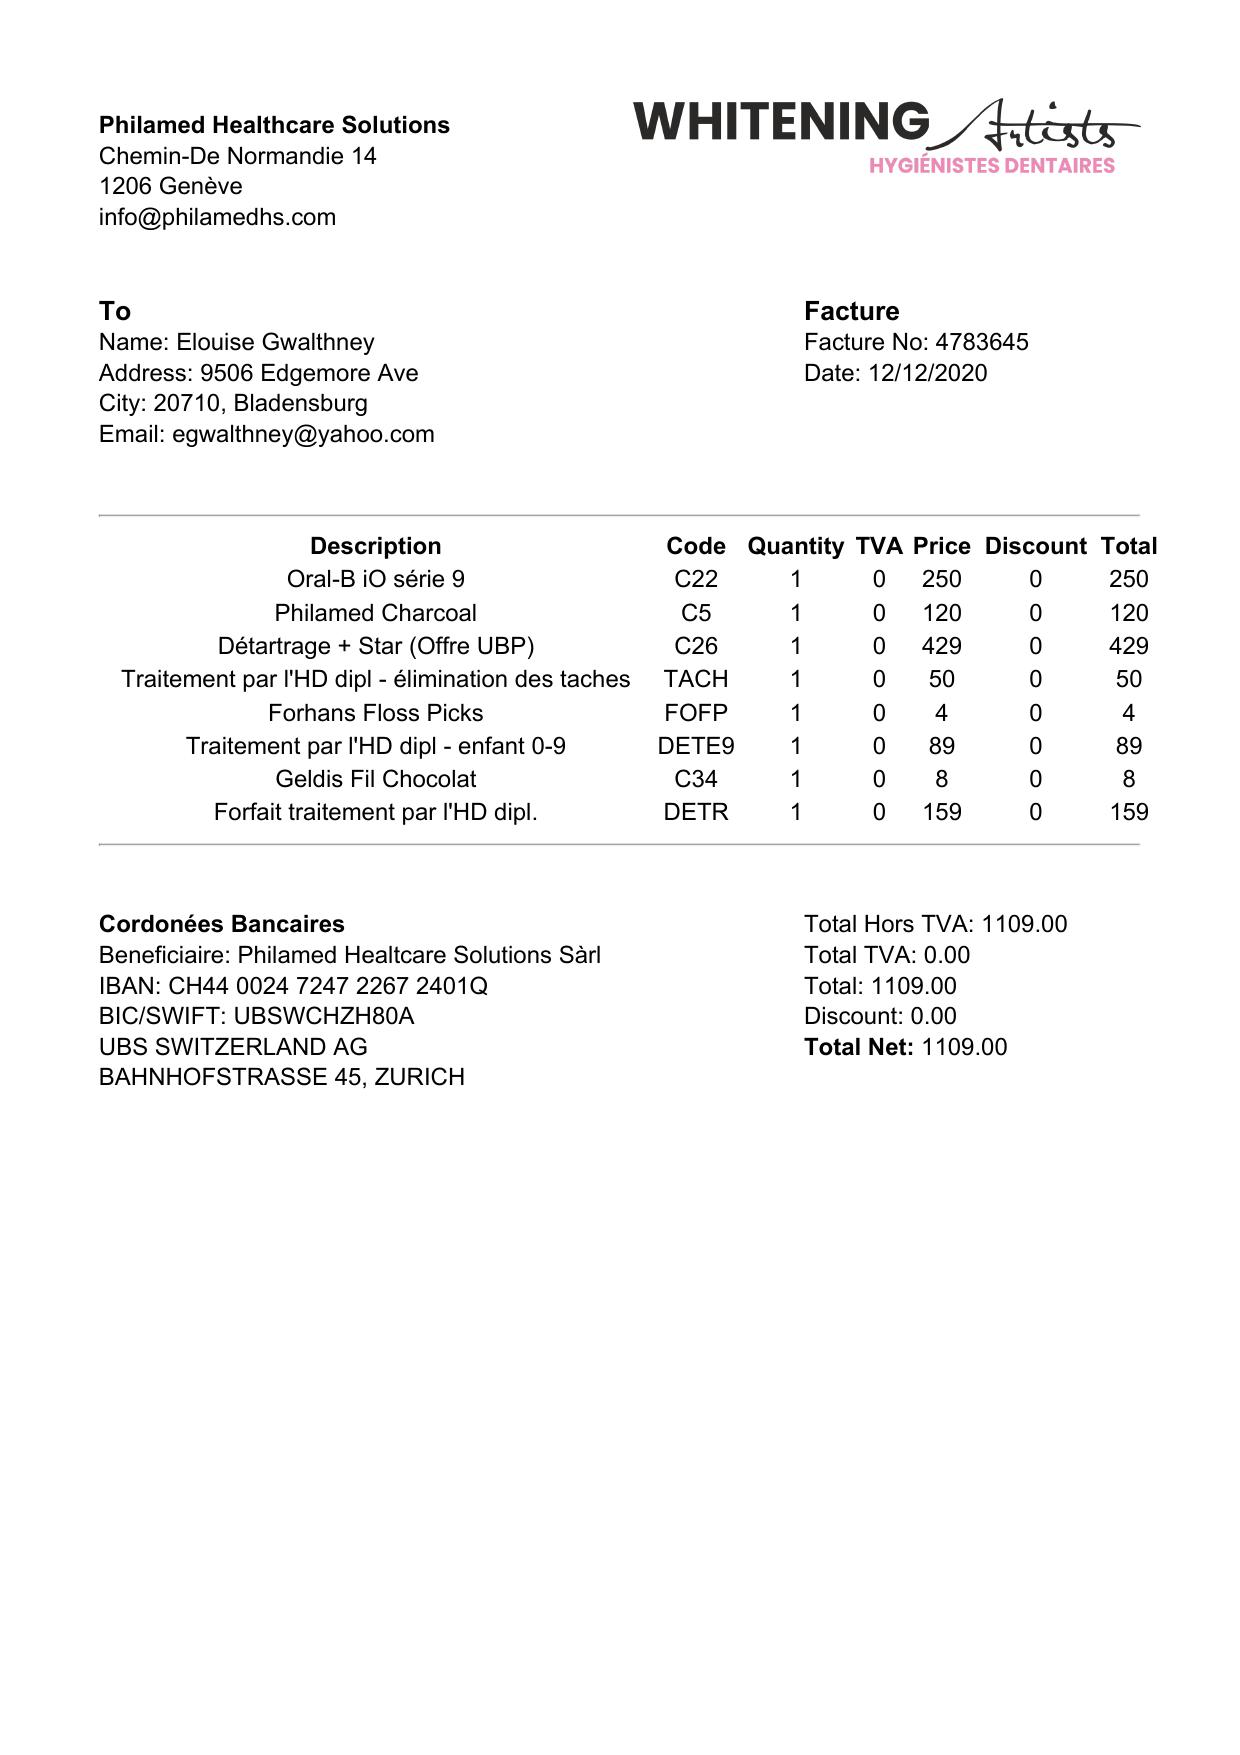 Philamed Healthcare Solutions
Chemin-De Normandie 14
1206 Genève
info@philamedhs.com
WHITENING Artists
HYGIÉNISTES DENTAIRES
To
Name: Elouise Gwalthney
Address: 9506 Edgemore Ave
City: 20710, Bladensburg
Email: egwalthney@yahoo.com
Facture
Facture No: 4783645
Date: 12/12/2020
Description Code Quantity TVA Price Discount Total
Oral-B iO série 9 C22 1 0 250 0 250
Philamed Charcoal C5 1 0 120 0 120
Détartrage + Star (Offre UBP) C26 1 0 429 0 429
Traitement par l'HD dipl - élimination des taches TACH 1 0 50 0 50
Forhans Floss Picks FOFP 1 0 4 0 4
Traitement par l'HD dipl - enfant 0-9 DETE9 1 0 89 0 89
Geldis Fil Chocolat C34 1 0 8 0 8
Forfait traitement par l'HD dipl. DETR 1 0 159 0 159
Cordonées Bancaires
Beneficiaire: Philamed Healtcare Solutions Sàrl
IBAN: CH44 0024 7247 2267 2401Q
BIC/SWIFT: UBSWCHZH80A
UBS SWITZERLAND AG
BAHNHOFSTRASSE 45, ZURICH
Total Hors TVA: 1109.00
Total TVA: 0.00
Total: 1109.00
Discount: 0.00
Total Net: 1109.00